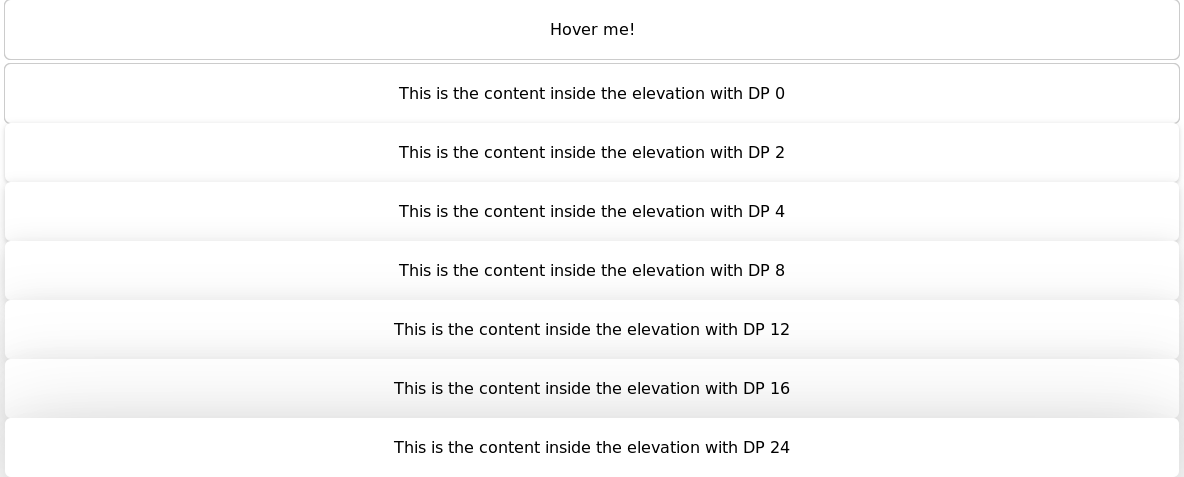 Hover me!
This is the content inside the elevation with DP 0
This is the content inside the elevation with DP 2
This is the content inside the elevation with DP 4
This is the content inside the elevation with DP 8
This is the content inside the elevation with DP 12
This is the content inside the elevation with DP 16
This is the content inside the elevation with DP 24